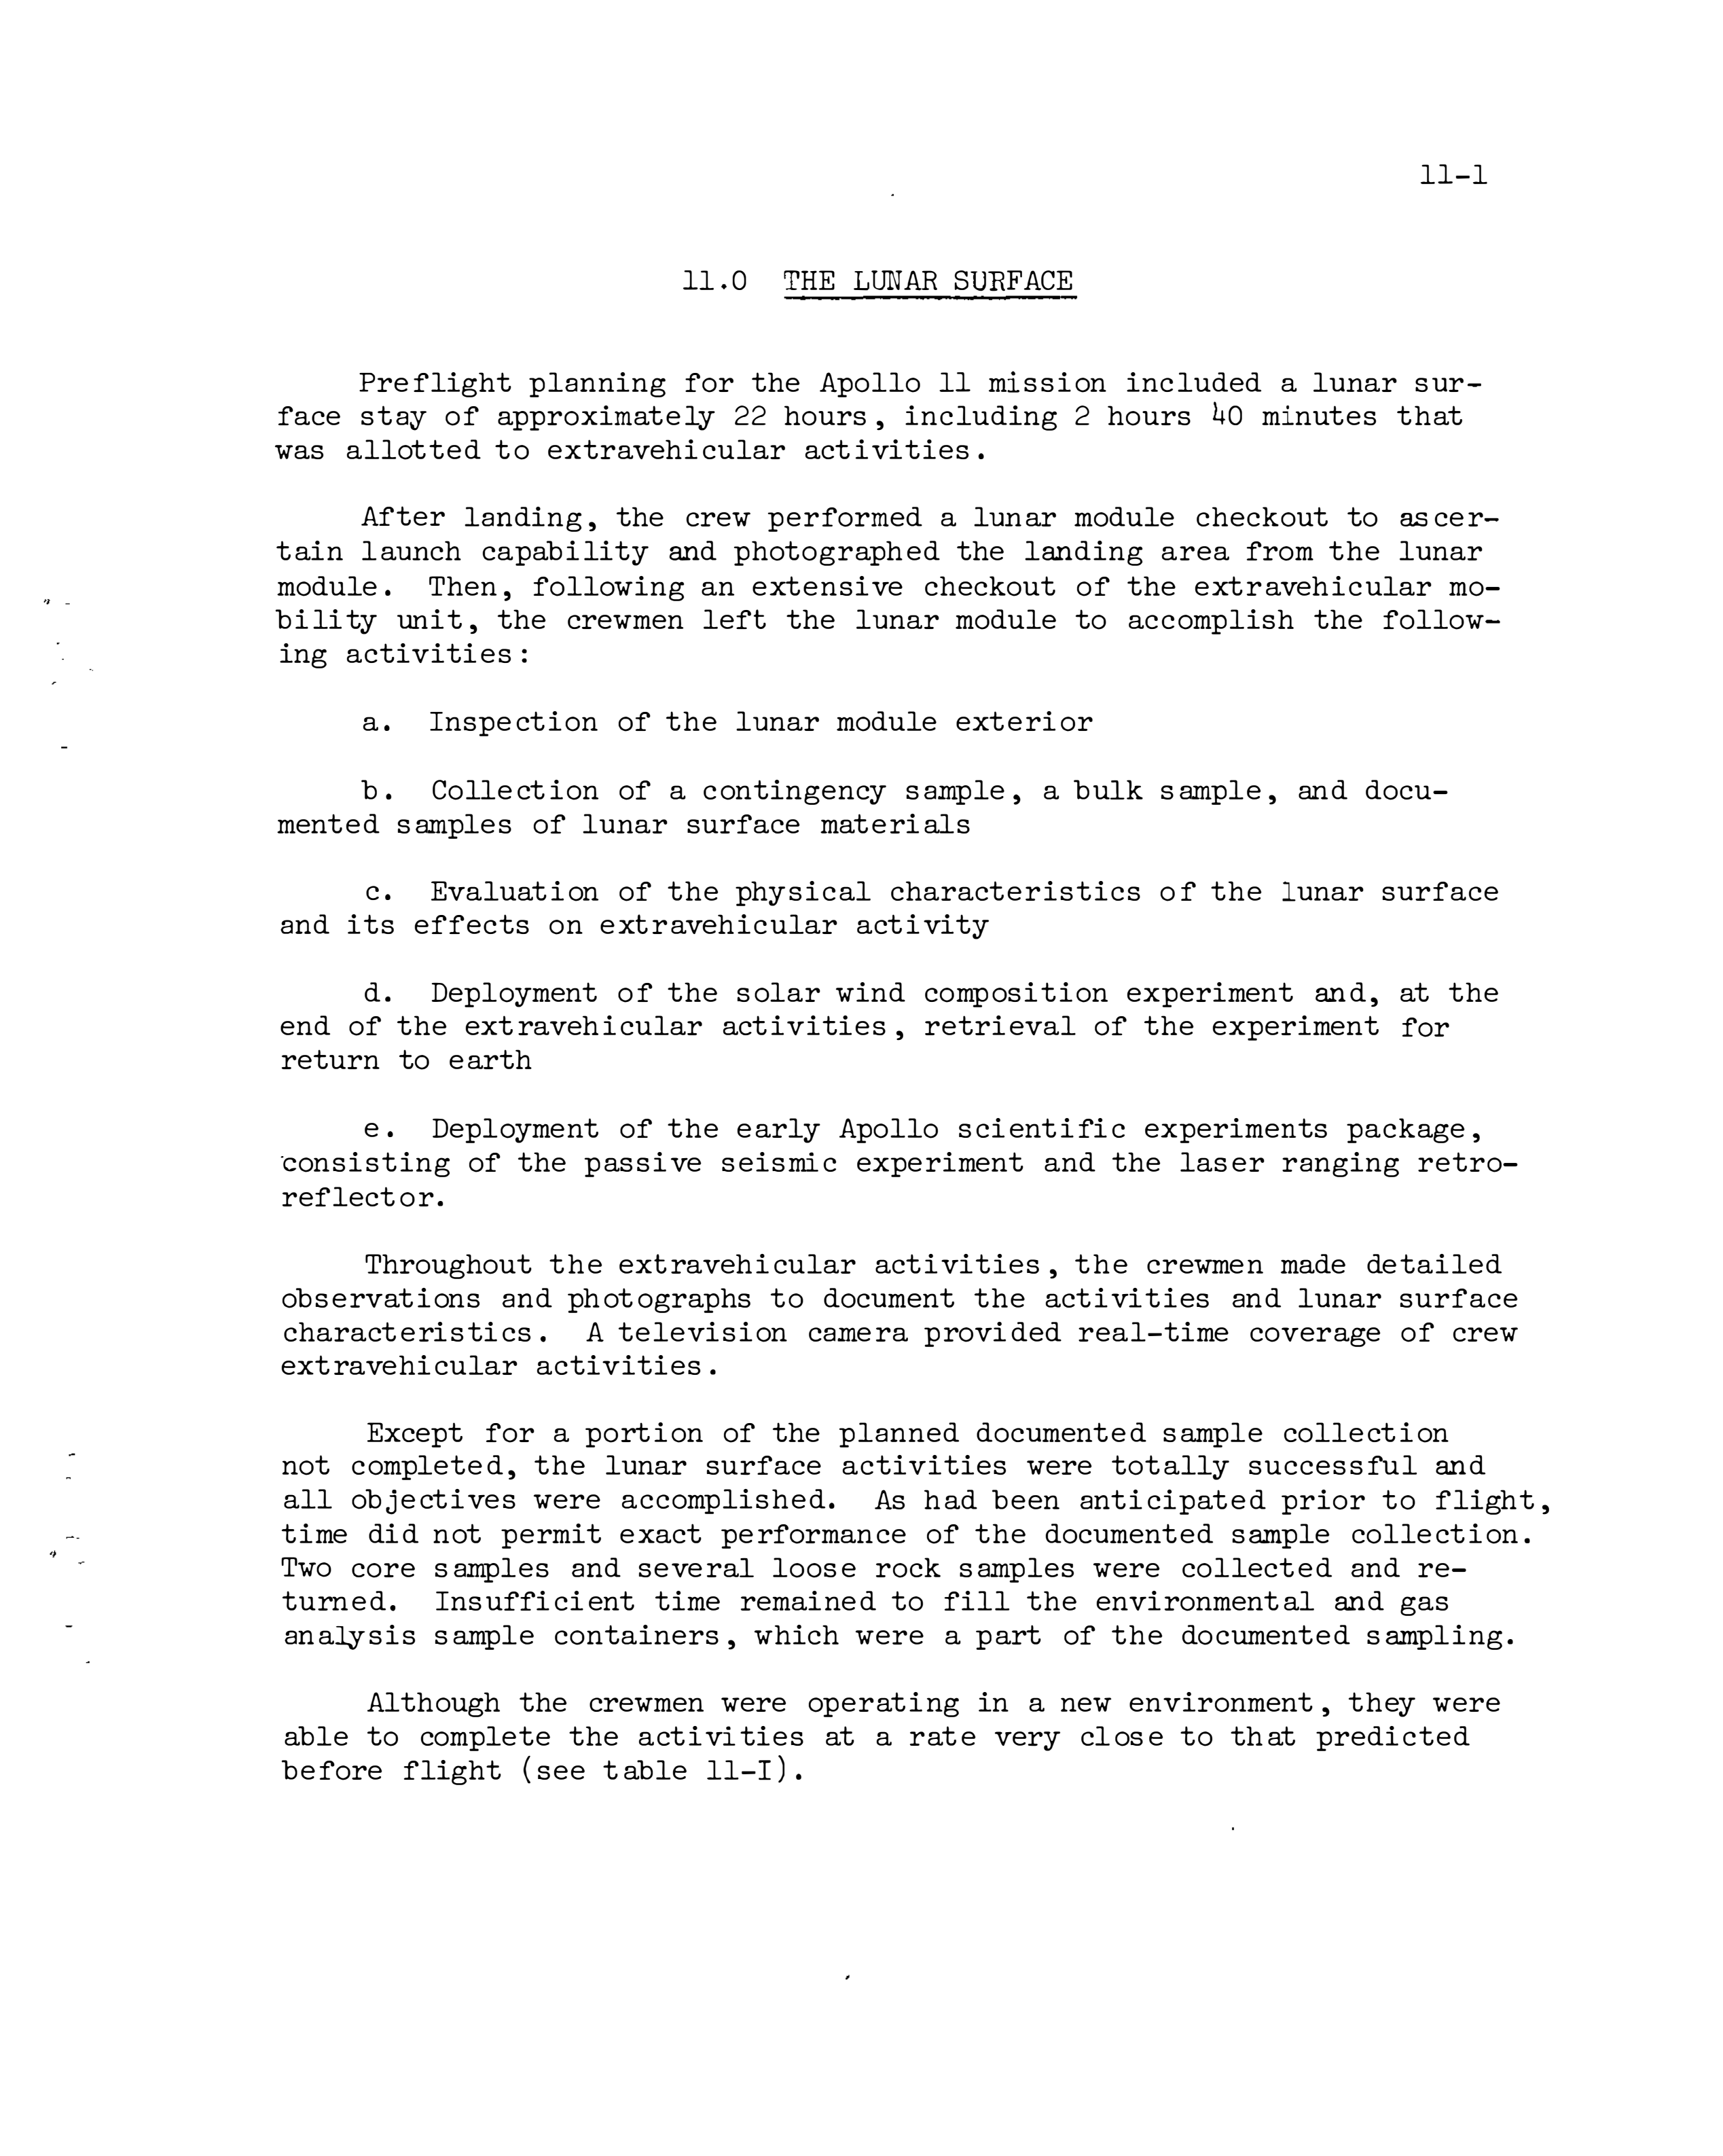 11-1
11.0 THE LUNAR SURFACE
Preflight planning for the Apollo 11 mission included a lunar sur-
face stay of approximately 22 hours, including 2 hours 40 minutes that
was allotted to extravehicular activities.
After landing, the crew performed a lunar module checkout to ascer-
tain launch capability and photographed the landing area from the lunar
module. Then, following an extensive checkout of the extravehicular mo-
bility unit, the crewmen left the lunar module to accomplish the follow-
ing activities:
a. Inspection of the lunar module exterior
b. Collection of a contingency sample, a bulk sample, and docu-
mented samples of lunar surface materials
c. Evaluation of the physical characteristics of the lunar surface
and its effects on extravehicular activity
d. Deployment of the solar wind composition experiment and, at the
end of the extravehicular activities, retrieval of the experiment for
return to earth
e. Deployment of the early Apollo scientific experiments package,
consisting of the passive seismic experiment and the laser ranging retro-
reflector.
Throughout the extravehicular activities, the crewmen made detailed
observations and photographs to document the activities and lunar surface
characteristics. A television camera provided real-time coverage of crew
extravehicular activities.
Except for a portion of the planned documented sample collection
not completed, the lunar surface activities were totally successful and
all objectives were accomplished. As had been anticipated prior to flight,
time did not permit exact performance of the documented sample collection.
Two core samples and several loose rock samples were collected and re-
turned. Insufficient time remained to fill the environmental and gas
analysis sample containers, which were a part of the documented sampling.
Although the crewmen were operating in a new environment, they were
able to complete the activities at a rate very close to that predicted
before flight (see table 11-I).